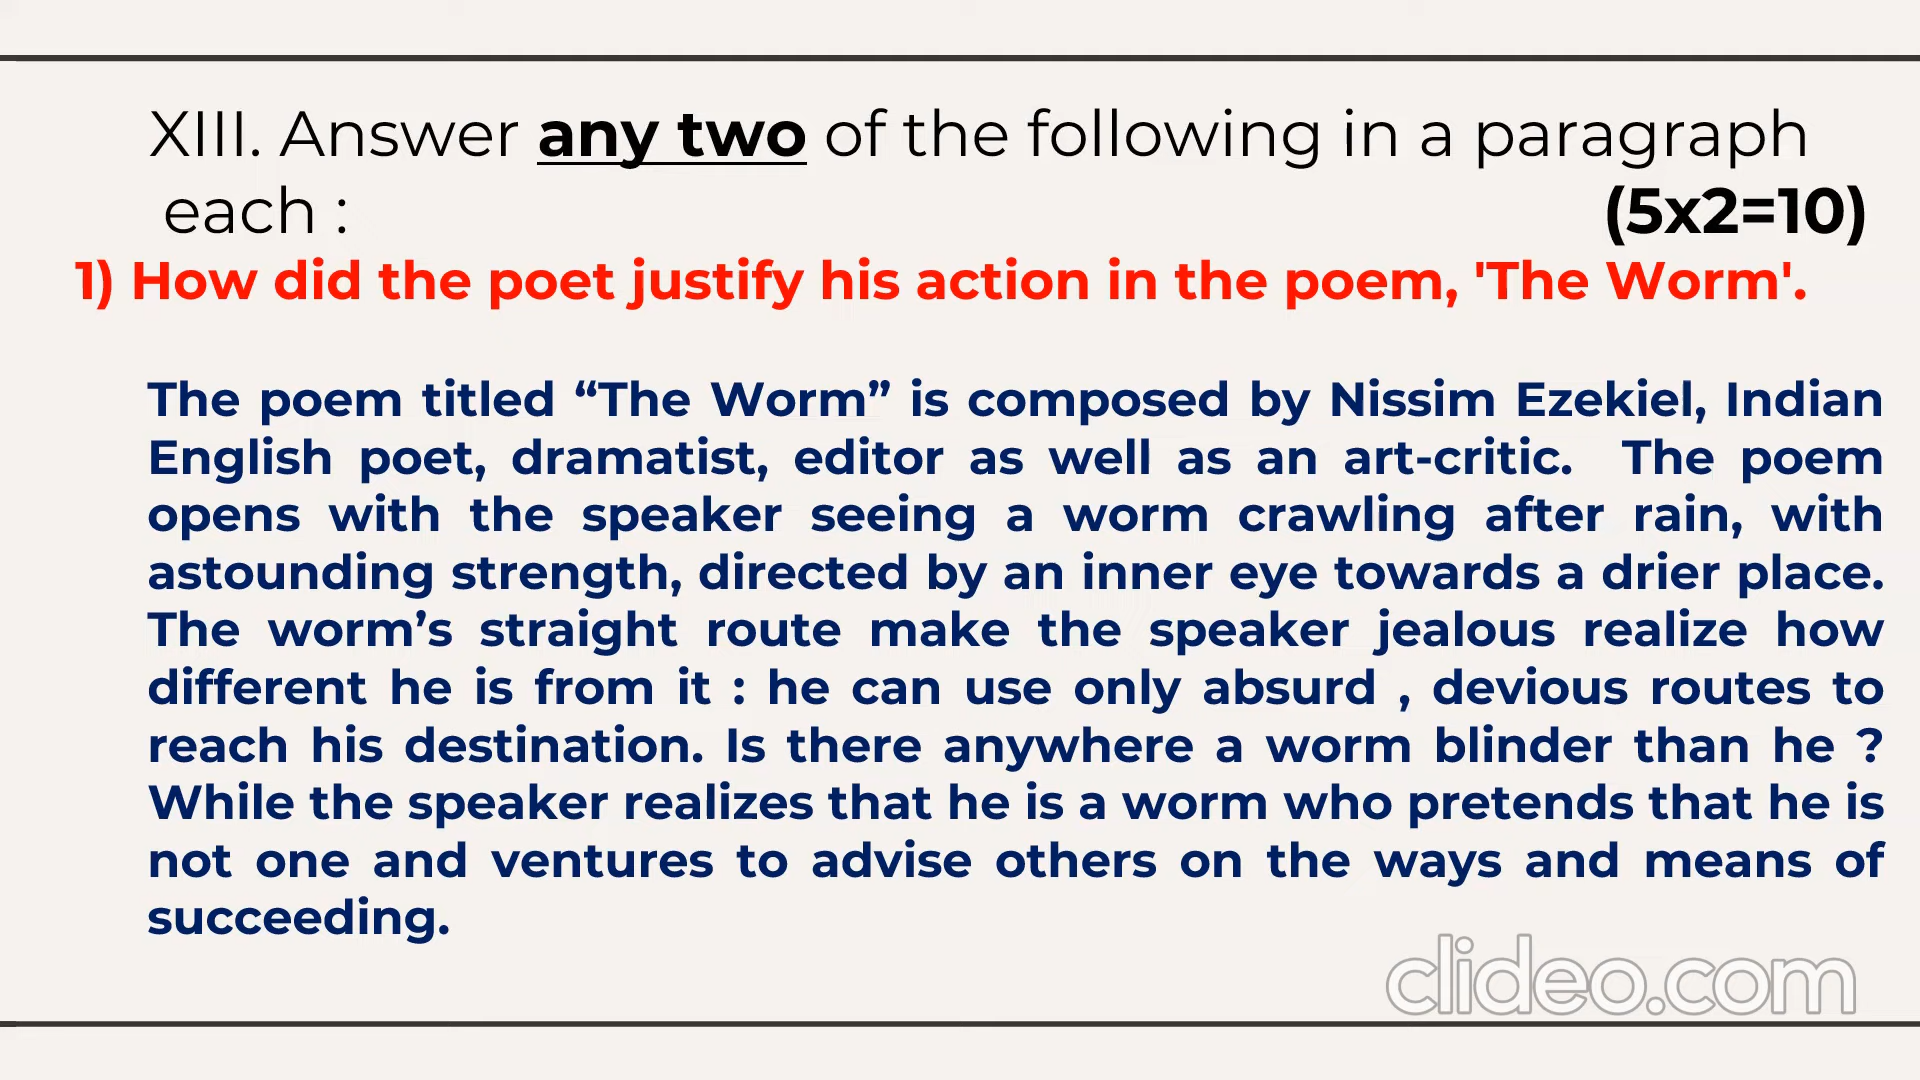 XIII. Answer any two of the following in a paragraph
each : (5x2=10)
1) How did the poet justify his action in the poem, 'The Worm'.
The poem titled “The Worm” is composed by Nissim Ezekiel, Indian
English poet, dramatist, editor as well as an art-critic. The poem
opens with the speaker seeing a worm crawling after rain, with
astounding strength, directed by an inner eye towards a drier place.
The worm’s straight route make the speaker jealous realize how
different he is from it : he can use only absurd , devious routes to
reach his destination. Is there anywhere a worm blinder than he ?
While the speaker realizes that he is a worm who pretends that he is
not one and ventures to advise others on the ways and means of
succeeding.
clideo.com